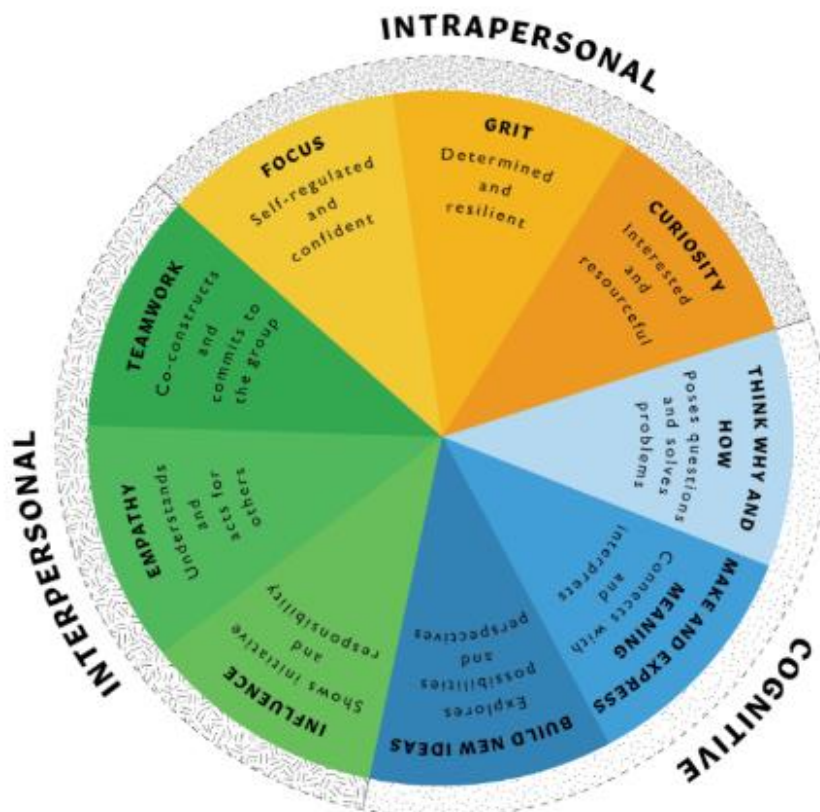 INTRAPERSONAL
FOCUS
Self-regulated
and
confident
GRIT
Determined
and
resilient
CURIOSITY
Interested
and
resourceful
COGNITIVE
THINK WHY AND
HOW
Poses questions
and solves
problems
MAKE AND EXPRESS
MEANING
Connects with
and
interprets
BUILD NEW IDEAS
Explores
possibilities
and
perspectives
INTERPERSONAL
INFLUENCE
Shows initiative
and
responsibility
EMPATHY
Understands
and
acts for
others
TEAMWORK
Co-constructs
and
commits to
the group